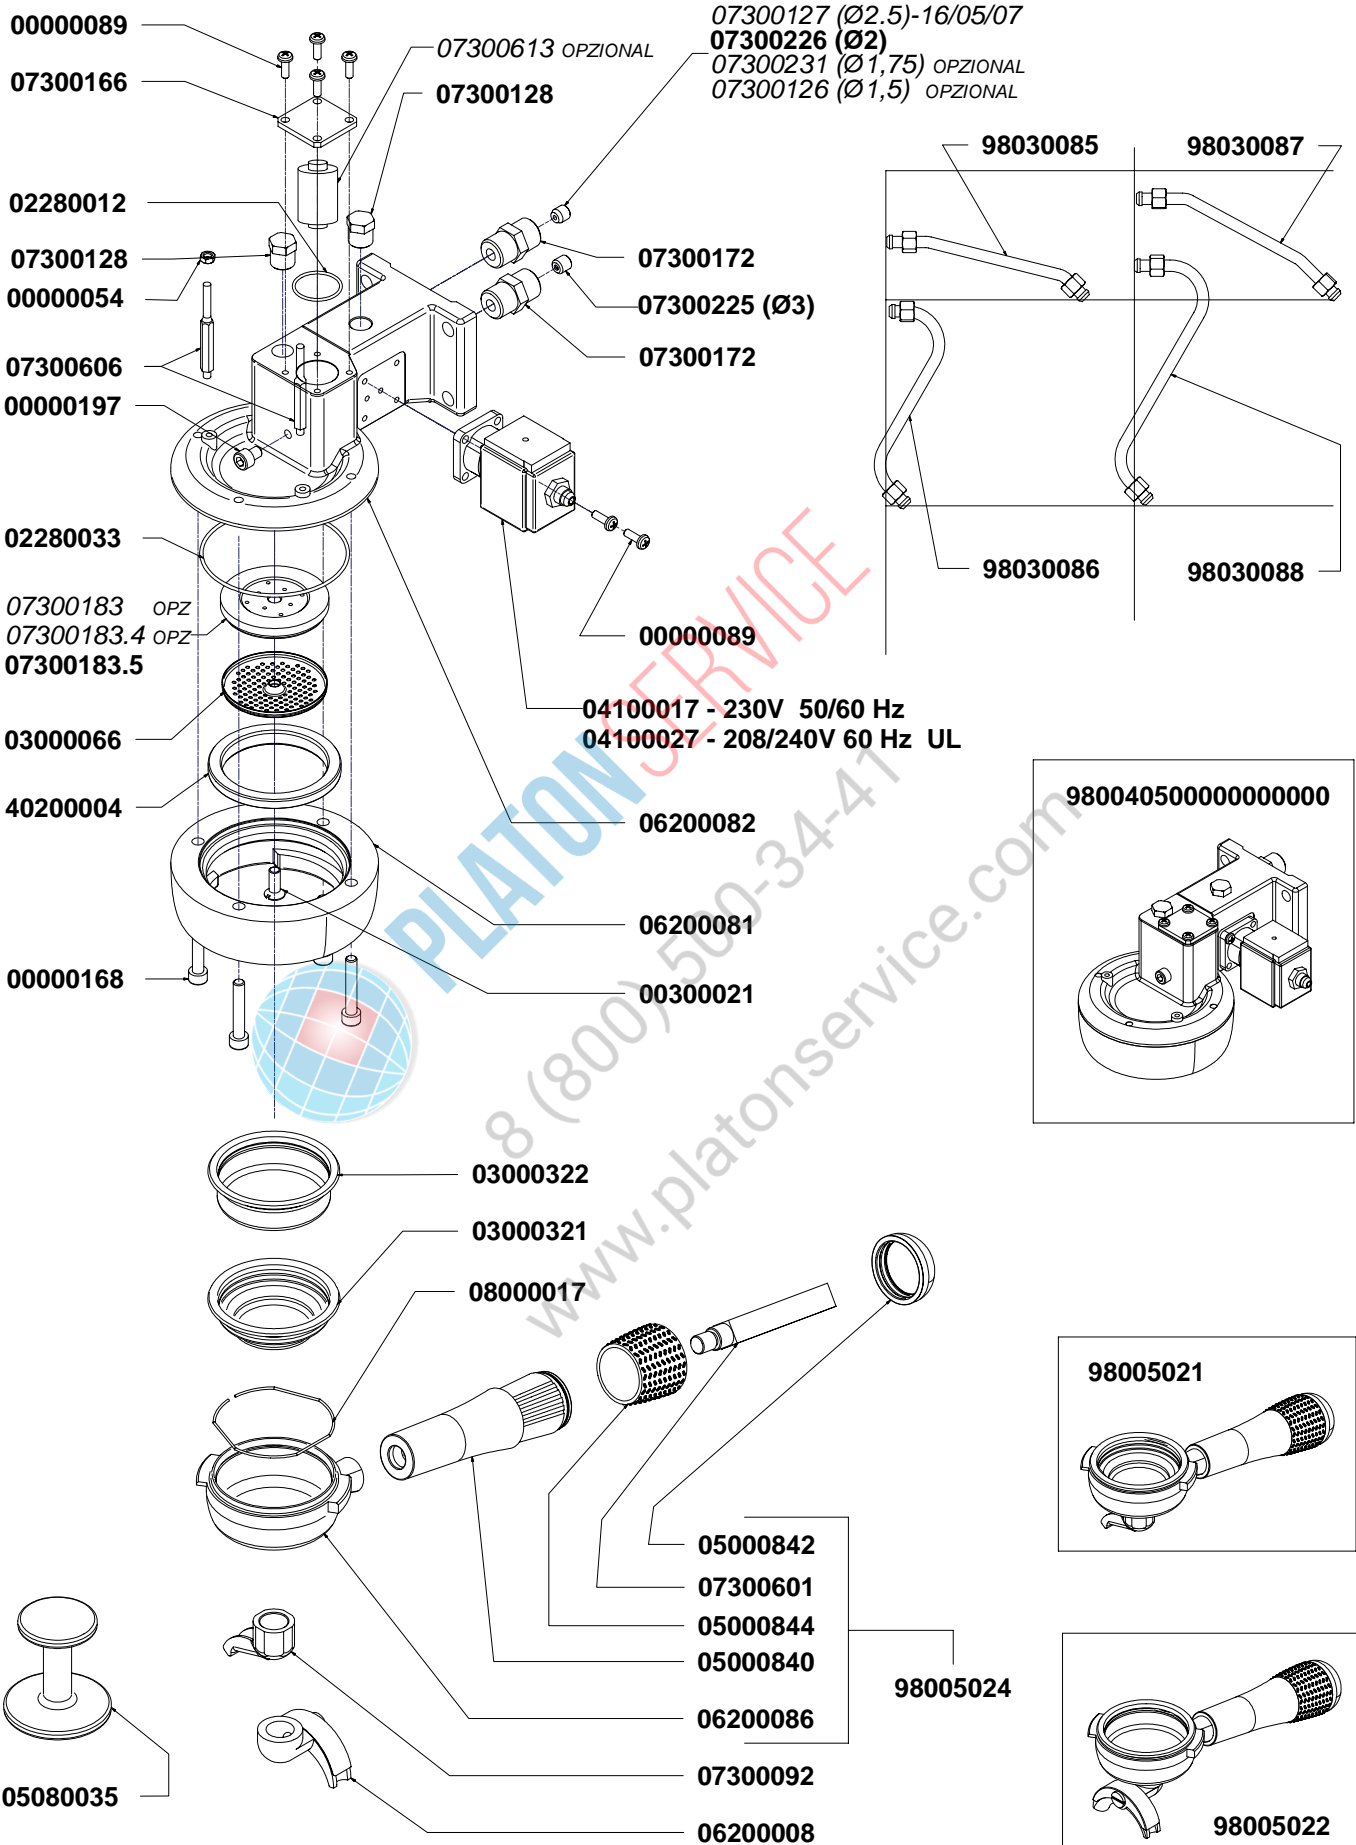 00000089
07300166
07300613 OPZIONAL
07300128
07300127 (Ø2.5)-16/05/07
07300226 (Ø2)
07300231 (Ø1,75) OPZIONAL
07300126 (Ø1,5) OPZIONAL
98030085
98030087
02280012
07300128
00000054
07300606
00000197
07300172
07300225 (Ø3)
07300172
02280033
07300183 OPZ
07300183.4 OPZ
07300183.5
03000066
40200004
00000168
98030086
98030088
00000089
04100017 - 230V 50/60 Hz
04100027 - 208/240V 60 Hz UL
06200082
06200081
00300021
980040500000000000
PLATONSERVICE
8 (800) 500-34-41
www.platonservice.com
03000322
03000321
08000017
98005021
05000842
07300601
05000844
05000840
06200086
98005024
07300092
06200008
05080035
98005022